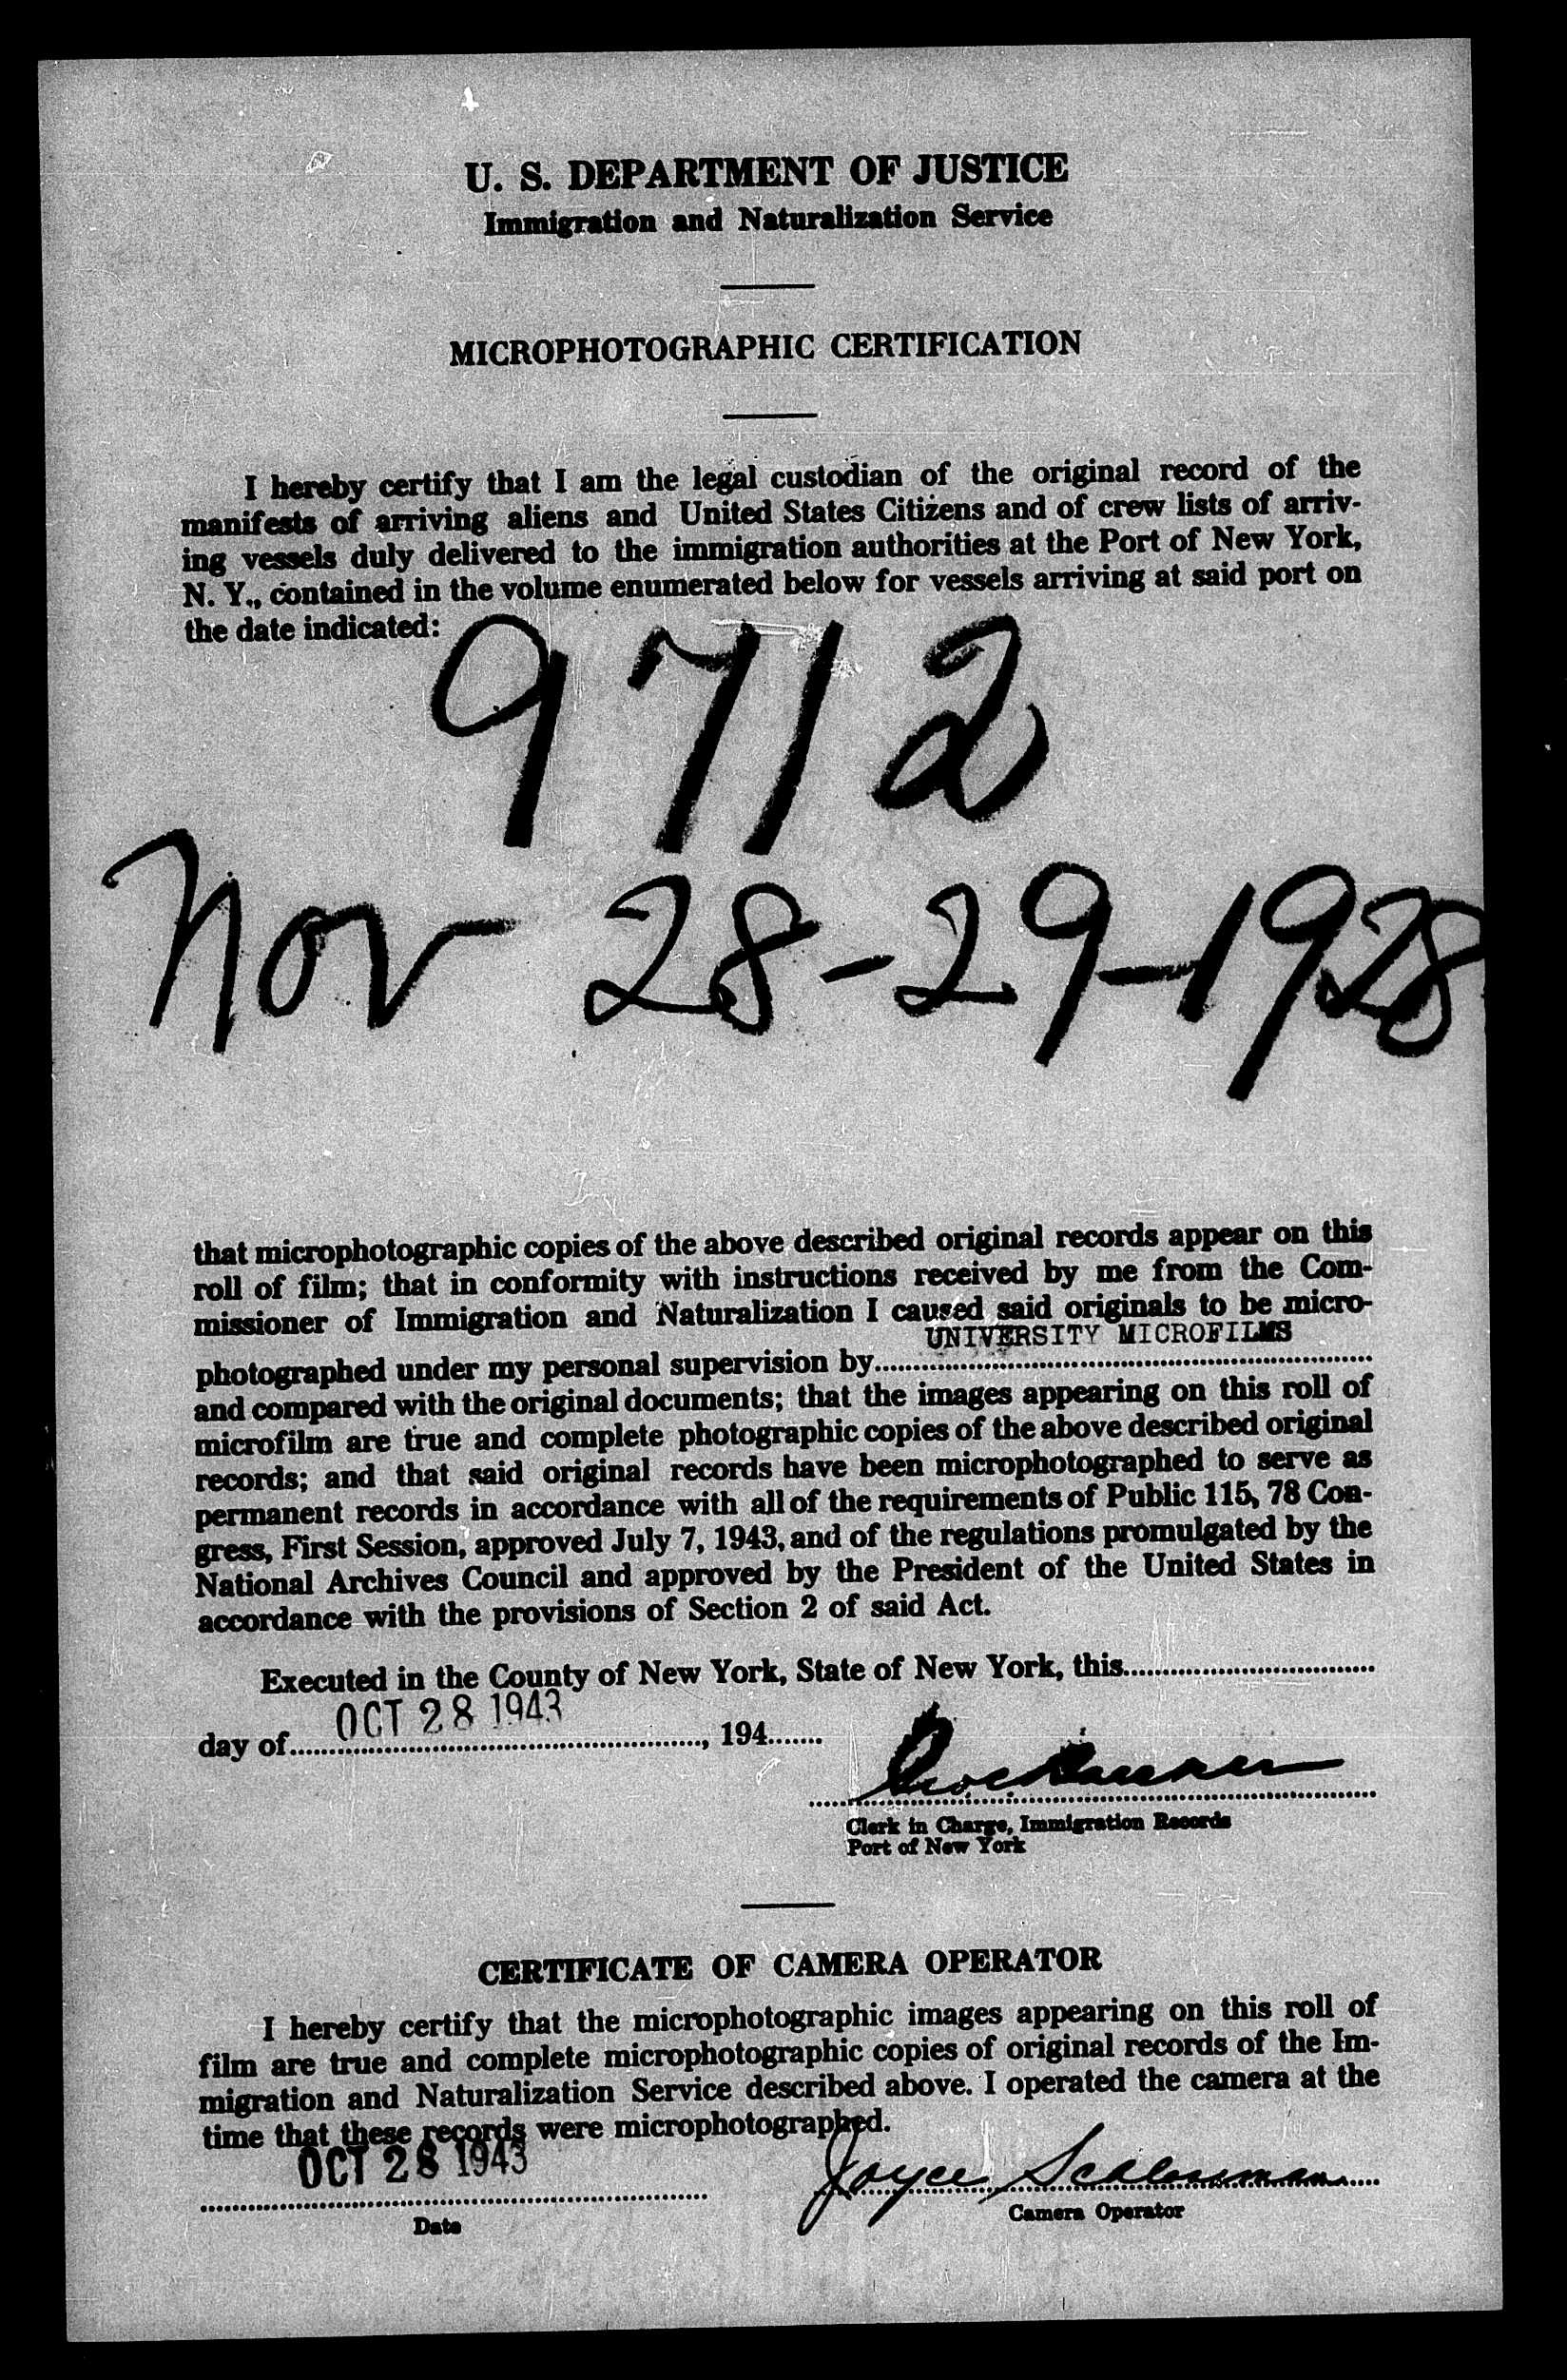 U. S. DEPARTMENT OF JUSTICE
Immigration and Naturalization Service
MICROPHOTOGRAPHIC CERTIFICATION
I hereby certify that I am the legal custodian of the original record of the
manifests of arriving aliens and United States Citizens and of crew lists of arriv-
ing vessels duly delivered to the immigration authorities at the Port of New York,
N. Y., contained in the volume enumerated below for vessels arriving at said port on
the date indicated:
9712
Nov 28-29-1928
that microphotographic copies of the above described original records appear on this
roll of film; that in conformity with instructions received by me from the Com-
missioner of Immigration and Naturalization I caused said originals to be micro-
UNIVERSITY MICROFILMS
photographed under my personal supervision by
and compared with the original documents; that the images appearing on this roll of
microfilm are true and complete photographic copies of the above described original
records; and that said original records have been microphotographed to serve as
permanent records in accordance with all of the requirements of Public 115, 78 Con-
gress, First Session, approved July 7, 1943, and of the regulations promulgated by the
National Archives Council and approved by the President of the United States in
accordance with the provisions of Section 2 of said Act.
Executed in the County of New York, State of New York, this
OCT 28 1943
day of , 194
Clerk in Charge, Immigration Records
Port of New York
CERTIFICATE OF CAMERA OPERATOR
I hereby certify that the microphotographic images appearing on this roll of
film are true and complete microphotographic copies of original records of the Im-
migration and Naturalization Service described above. I operated the camera at the
time that these records were microphotographed.
OCT 28 1943
Joyce
Date
Camera Operator